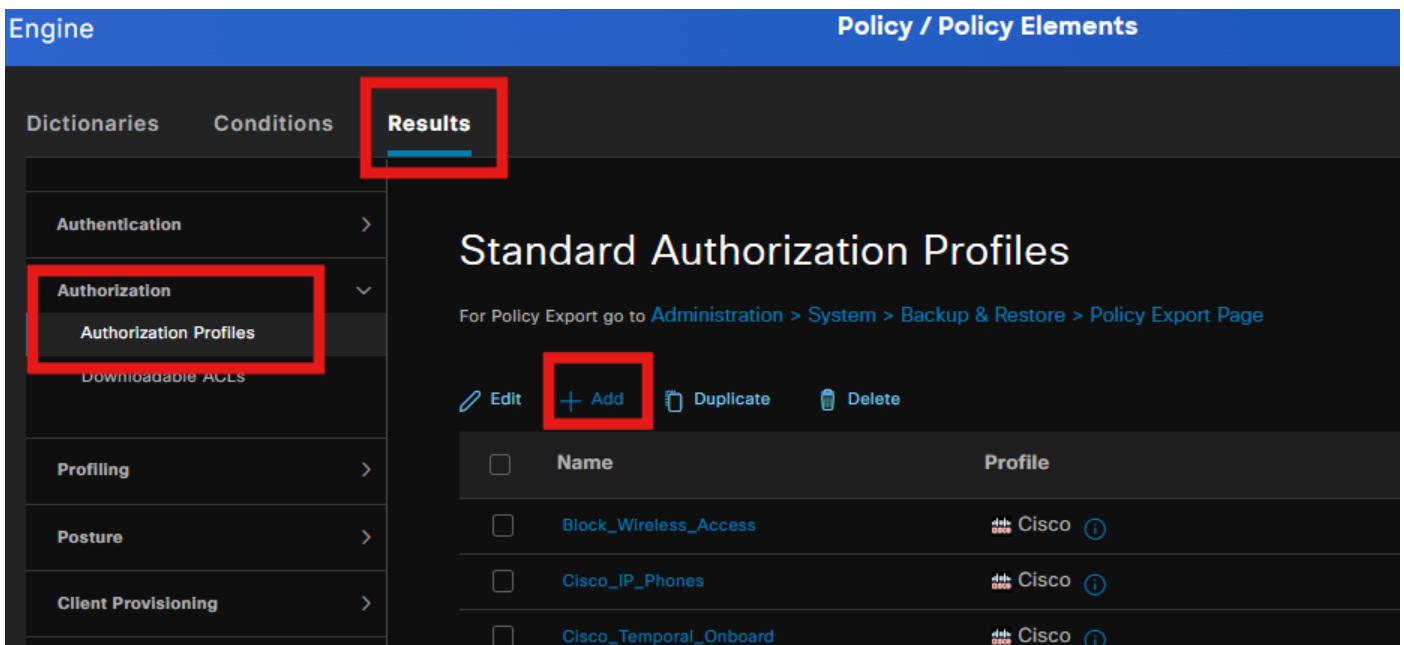 Engine
Policy / Policy Elements
Dictionaries Conditions Results
Authentication
Authorization
Authorization Profiles
Downloadable ACLs
Profiling
Posture
Client Provisioning
Standard Authorization Profiles
For Policy Export go to Administration > System > Backup & Restore > Policy Export Page
Edit + Add Duplicate Delete
Name Profile
Block_Wireless_Access Cisco
Cisco_IP_Phones Cisco
Cisco_Temporal_Onboard Cisco